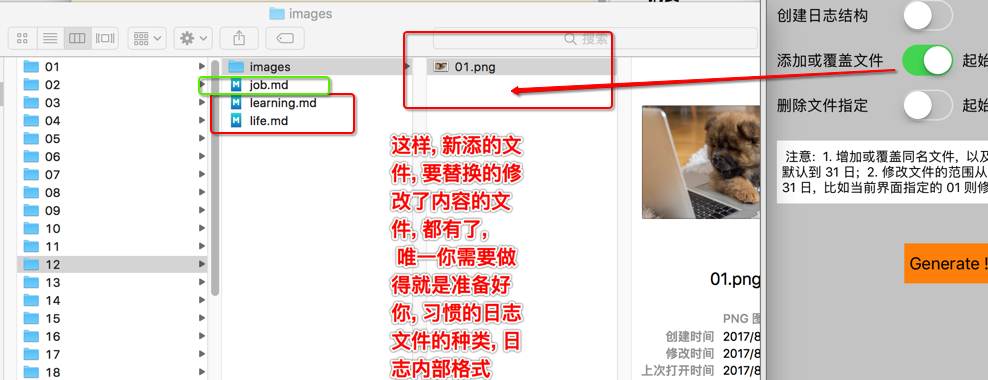 images
搜索
01
02
03
04
05
06
07
08
09
10
11
12
13
14
15
16
17
18
images
job.md
learning.md
life.md
01.png
这样, 新添的文
件, 要替换的修
改了内容的文
件, 都有了,
唯一你需要做
得就是准备好
你, 习惯的日志
文件的种类, 日
志内部格式
01.png
PNG 图
创建时间 2017/8
修改时间 2017/8
上次打开时间 2017/8
创建日志结构
添加或覆盖文件 起始
删除文件指定 起始
注意: 1. 增加或覆盖同名文件, 以及
默认到 31 日; 2. 修改文件的范围从
31 日, 比如当前界面指定的 01 则修
Generate !